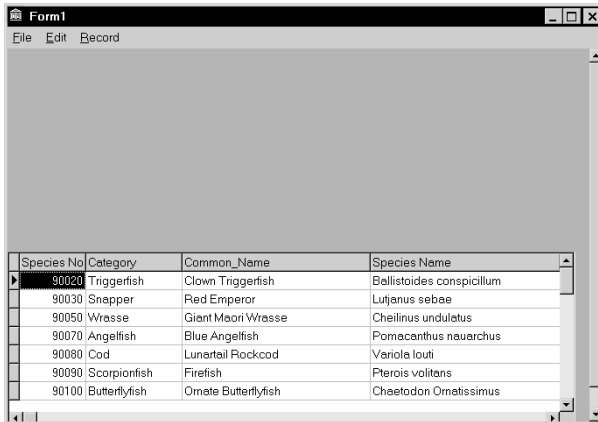 Form1
File Edit Record
Species No Category Common_Name Species Name
90020 Triggerfish Clown Triggerfish Ballistoides conspicillum
90030 Snapper Red Emperor Lutjanus sebae
90050 Wrasse Giant Maori Wrasse Cheilinus undulatus
90070 Angelfish Blue Angelfish Pomacanthus nauarchus
90080 Cod Lunartail Rockcod Variola louti
90090 Scorpionfish Firefish Pterois volitans
90100 Butterflyfish Ornate Butterflyfish Chaetodon Ornatissimus